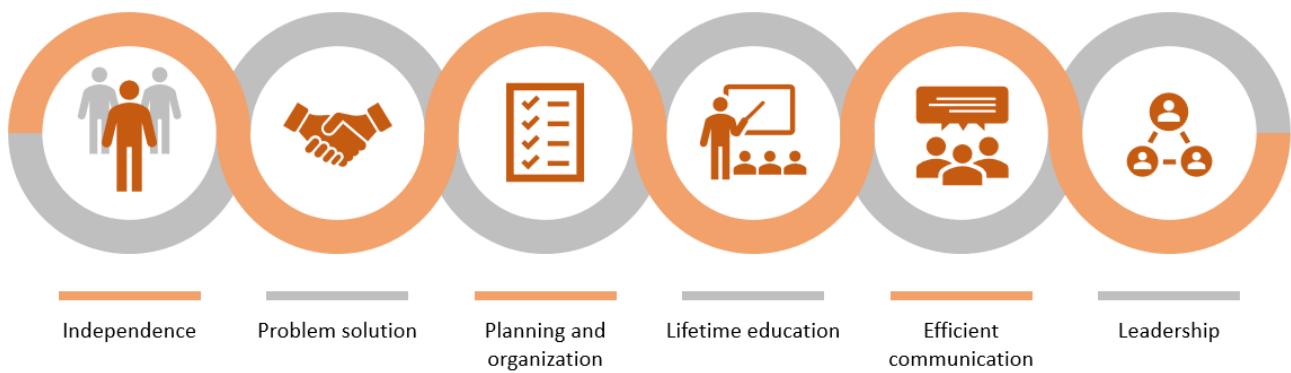 Independence
Problem solution
Planning and
organization
Lifetime education
Efficient
communication
Leadership